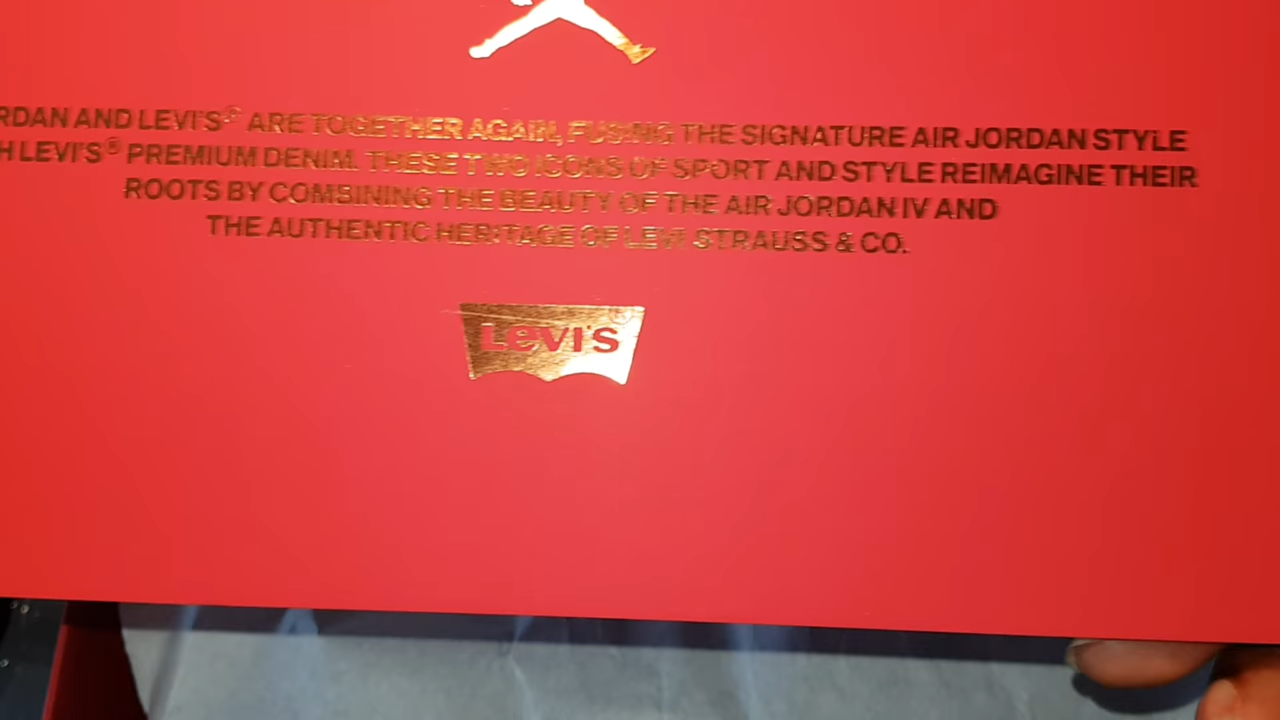 RDAN AND LEVI'S® ARE TOGETHER AGAIN, FUSING THE SIGNATURE AIR JORDAN STYLE
H LEVI'S® PREMIUM DENIM. THESE TWO ICONS OF SPORT AND STYLE REIMAGINE THEIR
ROOTS BY COMBINING THE BEAUTY OF THE AIR JORDAN IV AND
THE AUTHENTIC HERITAGE OF LEVI STRAUSS & CO.
LEVI'S®